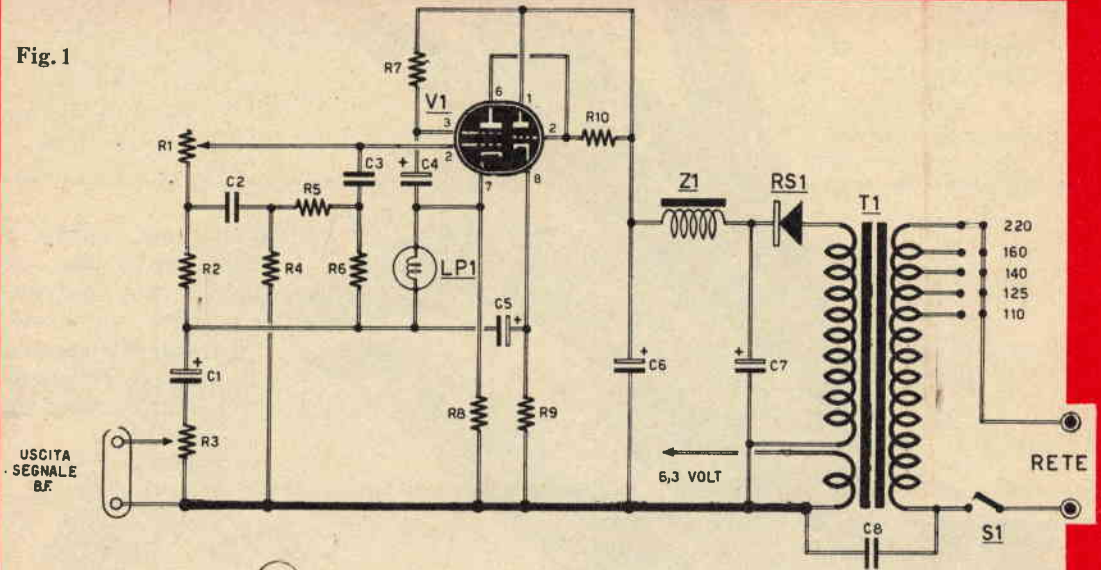 Fig. 1
R7
V1
6
1
3
2
2
R10
7
8
R1
C3
+
C4
C2
R5
Z1
RS1
T1
220
160
140
125
110
R2
R4
R6
LP1
C5
+
+
C1
+
C6
+
C7
R3
R8
R9
USCITA
SEGNALE
B.F.
6,3 VOLT
RETE
C8
S1